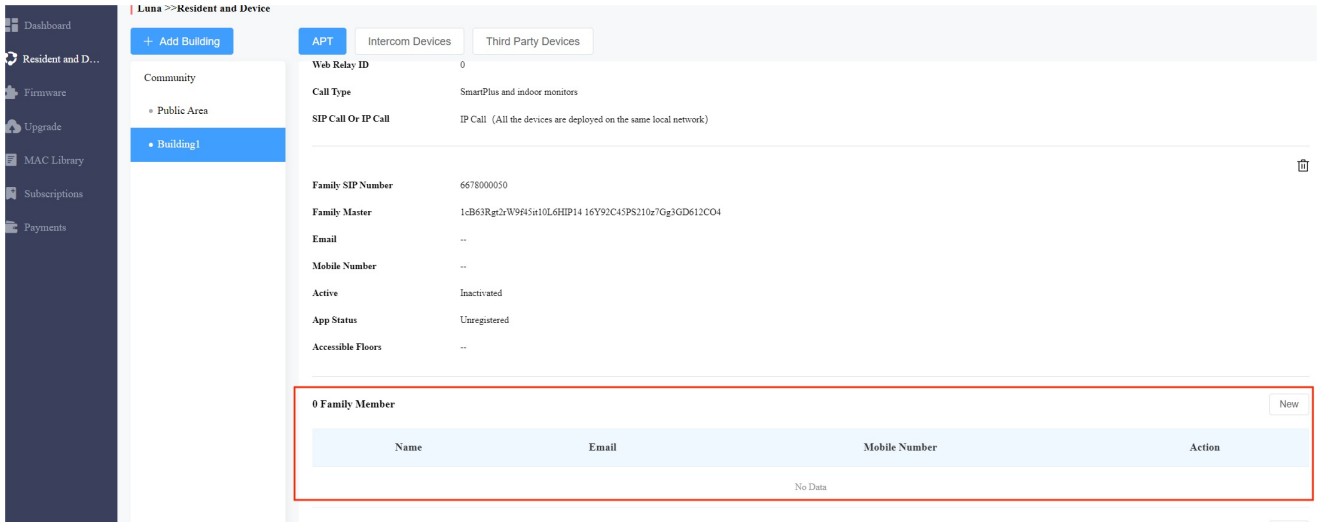 Luna >>Resident and Device
Dashboard
Resident and D...
Firmware
Upgrade
MAC Library
Subscriptions
Payments
+ Add Building
Community
Public Area
Building1
APT Intercom Devices Third Party Devices
Web Relay ID 0
Call Type SmartPlus and indoor monitors
SIP Call Or IP Call IP Call (All the devices are deployed on the same local network)
Family SIP Number 6678000050
Family Master 1cB63Rgt2rW9f45it10L6HIP14 16Y92C45PS210z7Gg3GD612CO4
Email --
Mobile Number --
Active Inactivated
App Status Unregistered
Accessible Floors --
0 Family Member New
Name Email Mobile Number Action
No Data